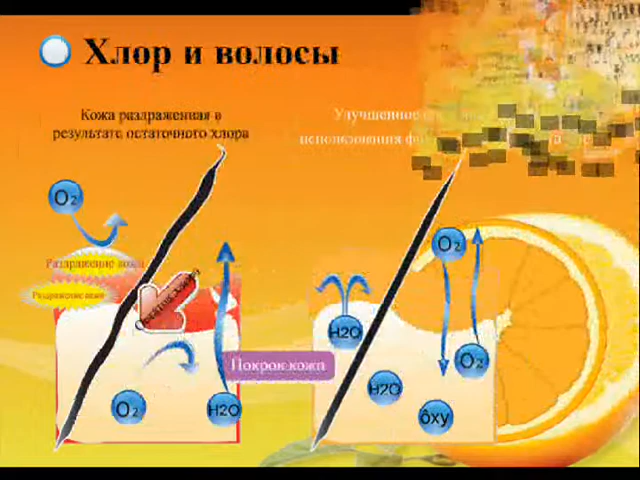 Хлор и волосы
Кожа раздраженная в
результате остаточного хлора
Улучшенное
использования
O2
Раздражение кожи
Раздражение кожи
O2
H2O
Покров кожи
O2
H2O
O2
H2O
ôxy